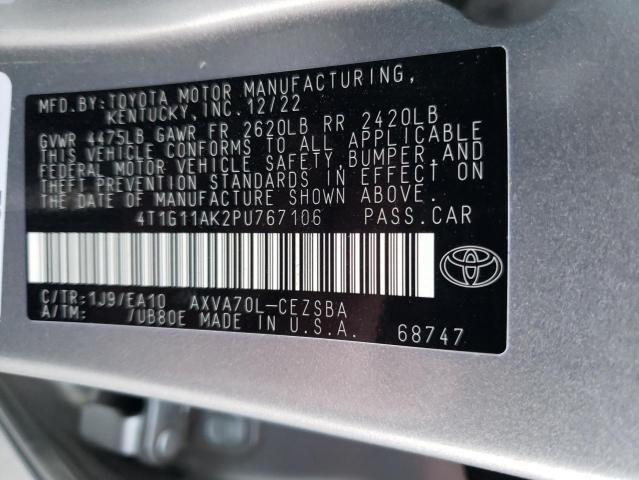 MFD.BY:TOYOTA MOTOR MANUFACTURING,
KENTUCKY, INC. 12/22
GVWR 4475LB GAWR FR 2620LB RR 2420LB
THIS VEHICLE CONFORMS TO ALL APPLICABLE
FEDERAL MOTOR VEHICLE SAFETY,BUMPER,AND
THEFT PREVENTION STANDARDS IN EFFECT ON
THE DATE OF MANUFACTURE SHOWN ABOVE.
4T1G11AK2PU767106 PASS.CAR
C/TR:1J9/EA10 AXVA70L-CEZSBA
A/TM: /UB80E MADE IN U.S.A.
68747